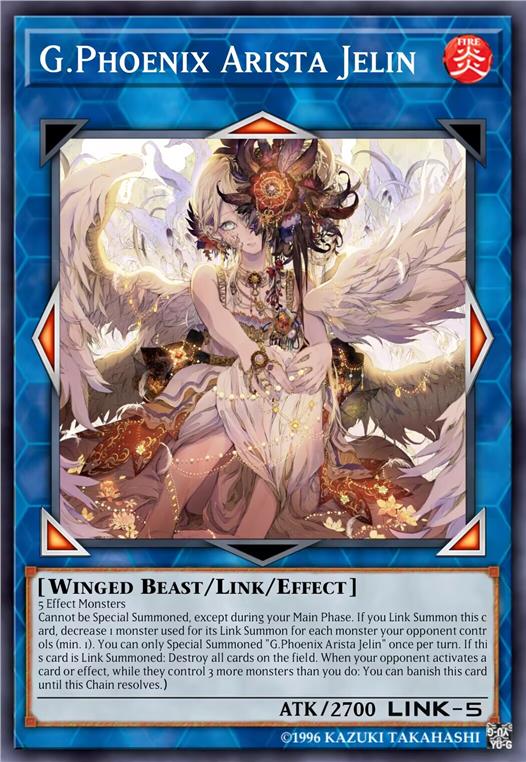 G.Phoenix Arista Jelin
FIRE
炎
[Winged Beast/Link/Effect]
5 Effect Monsters
Cannot be Special Summoned, except during your Main Phase. If you Link Summon this c
ard, decrease 1 monster used for its Link Summon for each monster your opponent contr
ols (min. 1). You can only Special Summoned "G.Phoenix Arista Jelin" once per turn. If thi
s card is Link Summoned: Destroy all cards on the field. When your opponent activates a
card or effect, while they control 3 more monsters than you do: You can banish this card
until this Chain resolves.)
ATK/2700 LINK-5
©1996 KAZUKI TAKAHASHI